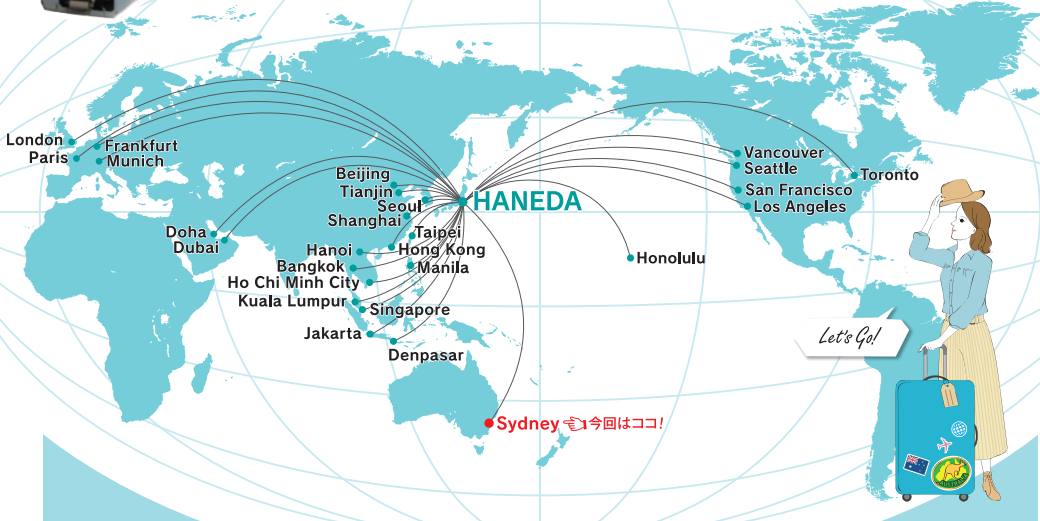 London
Paris
Frankfurt
Munich
Doha
Dubai
Beijing
Tianjin
Seoul
Shanghai
HANEDA
Taipei
Hong Kong
Manila
Hanoi
Bangkok
Ho Chi Minh City
Kuala Lumpur
Singapore
Jakarta
Denpasar
Sydney 今回はココ!
Honolulu
Vancouver
Seattle
San Francisco
Los Angeles
Toronto
Let's Go!
AUSTRALIA